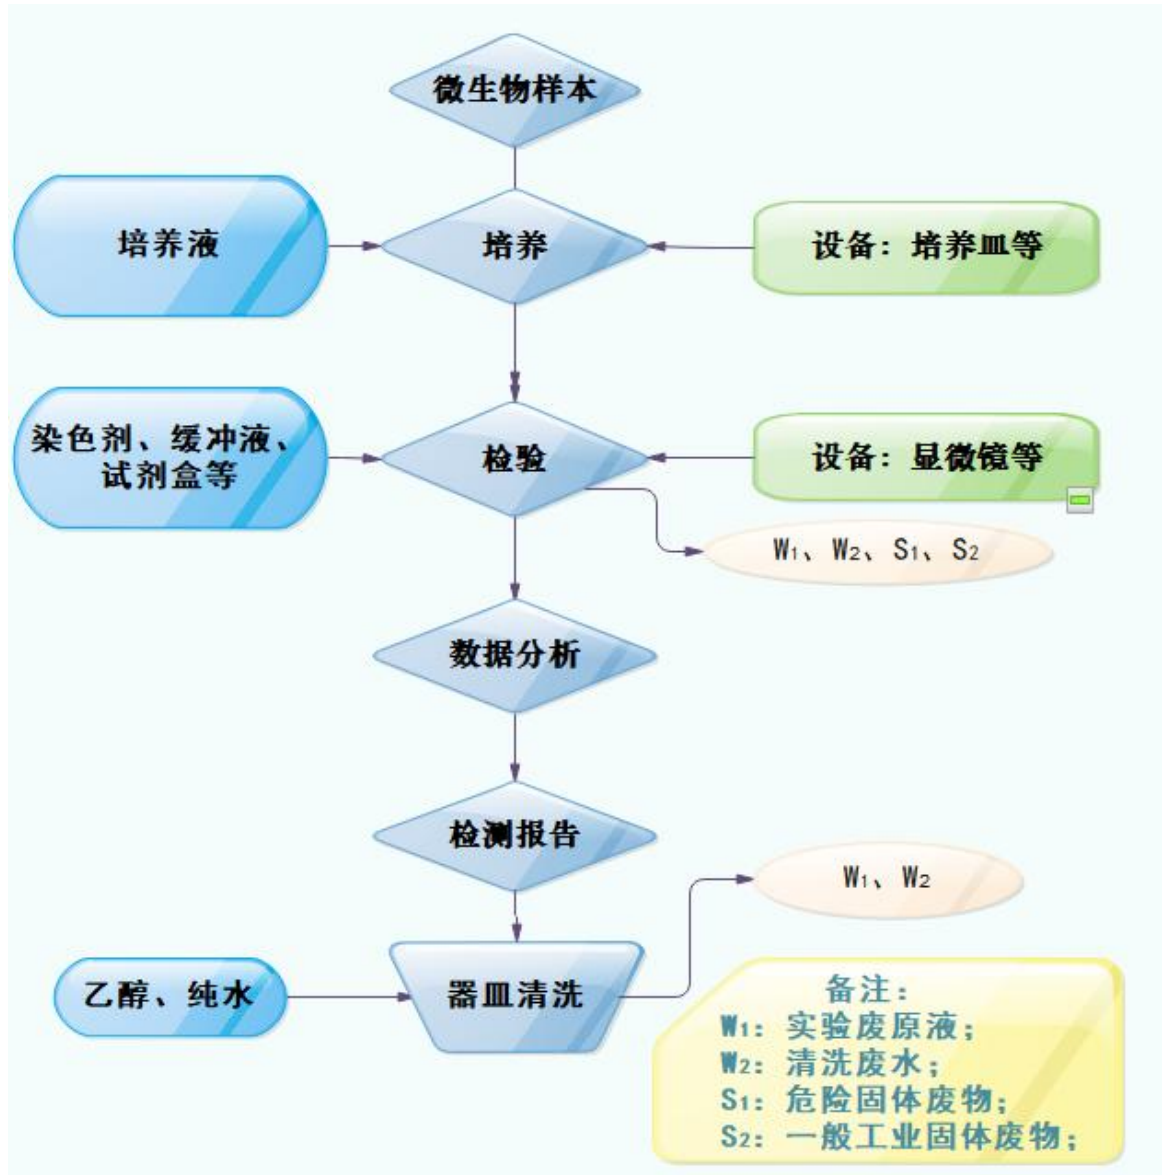 微生物样本
培养液
培养
设备：培养皿等
染色剂、缓冲液、
试剂盒等
检验
设备：显微镜等
W₁、W₂、S₁、S₂
数据分析
检测报告
W₁、W₂
乙醇、纯水
器皿清洗
备注：
W₁：实验废原液；
W₂：清洗废水；
S₁：危险固体废物；
S₂：一般工业固体废物；